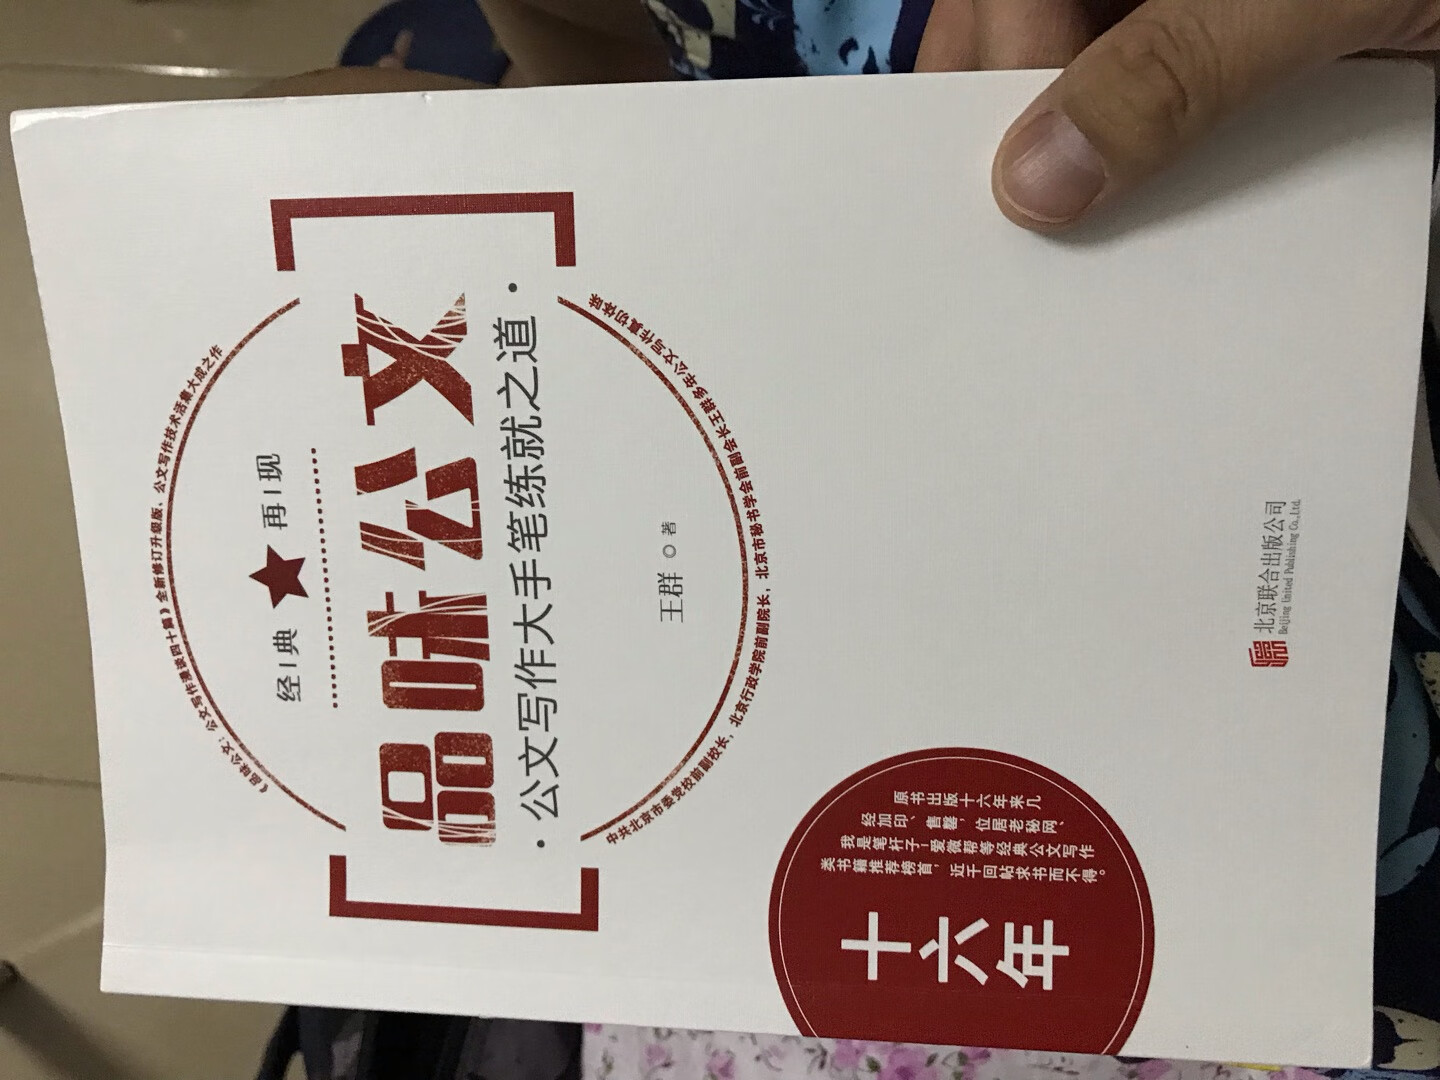 《品味公文：公文写作漫谈四十篇》全新修订升级版、公文写作技术活集大成之作
经典 再现
品味公文
·公文写作大手笔练就之道·
王群 著
中共北京市委党校前副校长，北京行政学院前副院长，北京市秘书学会前副会长王群多年公文写作真切体味
十六年
原书出版十六年来几
经加印、售罄，位居老秘网、
我是笔杆子-爱微帮等经典公文写作
类书籍推荐榜首，近千回帖求书而不得。
北京联合出版公司
Beijing United Publishing Co.,Ltd.